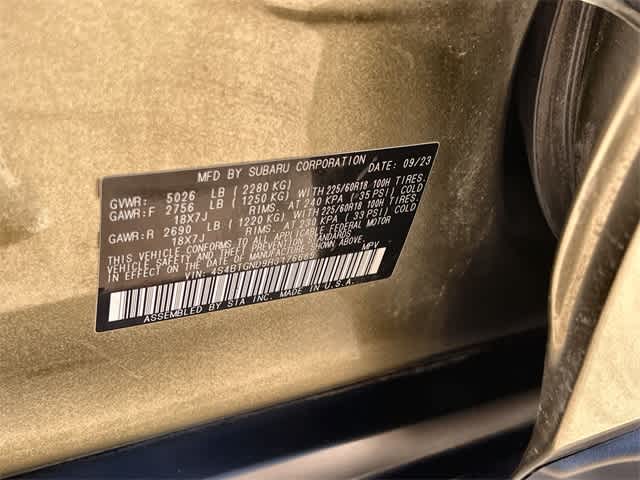 MFD BY SUBARU CORPORATION DATE: 09/23
GVWR: 5026 LB ( 2280 KG)
GAWR:F 2756 LB ( 1250 KG) WITH 225/60R18 100H TIRES,
18X7J RIMS, AT 240 KPA ( 35 PSI) COLD
GAWR:R 2690 LB ( 1220 KG) WITH 225/60R18 100H TIRES,
18X7J RIMS, AT 230 KPA ( 33 PSI) COLD
THIS VEHICLE CONFORMS TO ALL APPLICABLE FEDERAL MOTOR
VEHICLE SAFETY AND THEFT PREVENTION STANDARDS
IN EFFECT ON THE DATE OF MANUFACTURE SHOWN ABOVE.
VIN: MPV
ASSEMBLED BY SIA INC. MADE IN U.S.A.